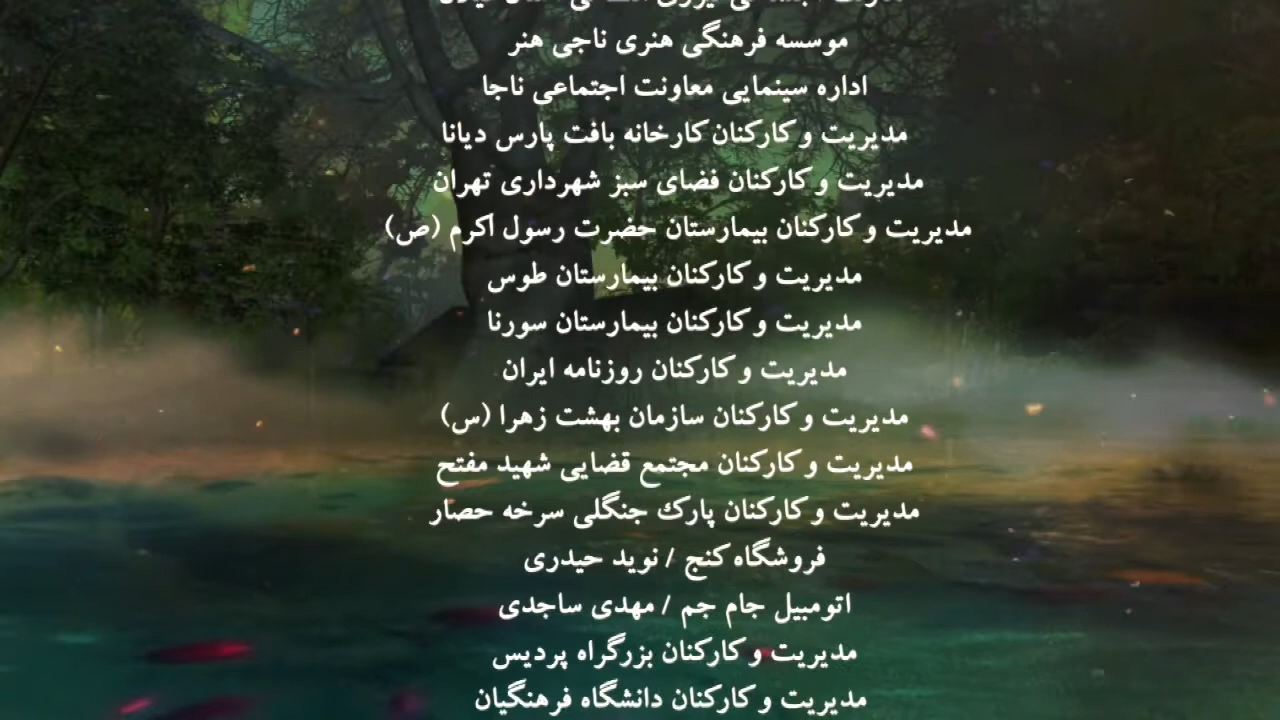 موسسه فرهنگی هنری ناجی هنر
اداره سینمایی معاونت اجتماعی ناجا
مدیریت و کارکنان کارخانه بافت پارس دیانا
مدیریت و کارکنان فضای سبز شهرداری تهران
مدیریت و کارکنان بیمارستان حضرت رسول اکرم (ص)
مدیریت و کارکنان بیمارستان طوس
مدیریت و کارکنان بیمارستان سورنا
مدیریت و کارکنان روزنامه ایران
مدیریت و کارکنان سازمان بهشت زهرا (س)
مدیریت و کارکنان مجتمع قضایی شهید مفتح
مدیریت و کارکنان پارک جنگلی سرخه حصار
فروشگاه کنج / نوید حیدری
اتومبیل جام جم / مهدی ساجدی
مدیریت و کارکنان بزرگراه پردیس
مدیریت و کارکنان دانشگاه فرهنگیان